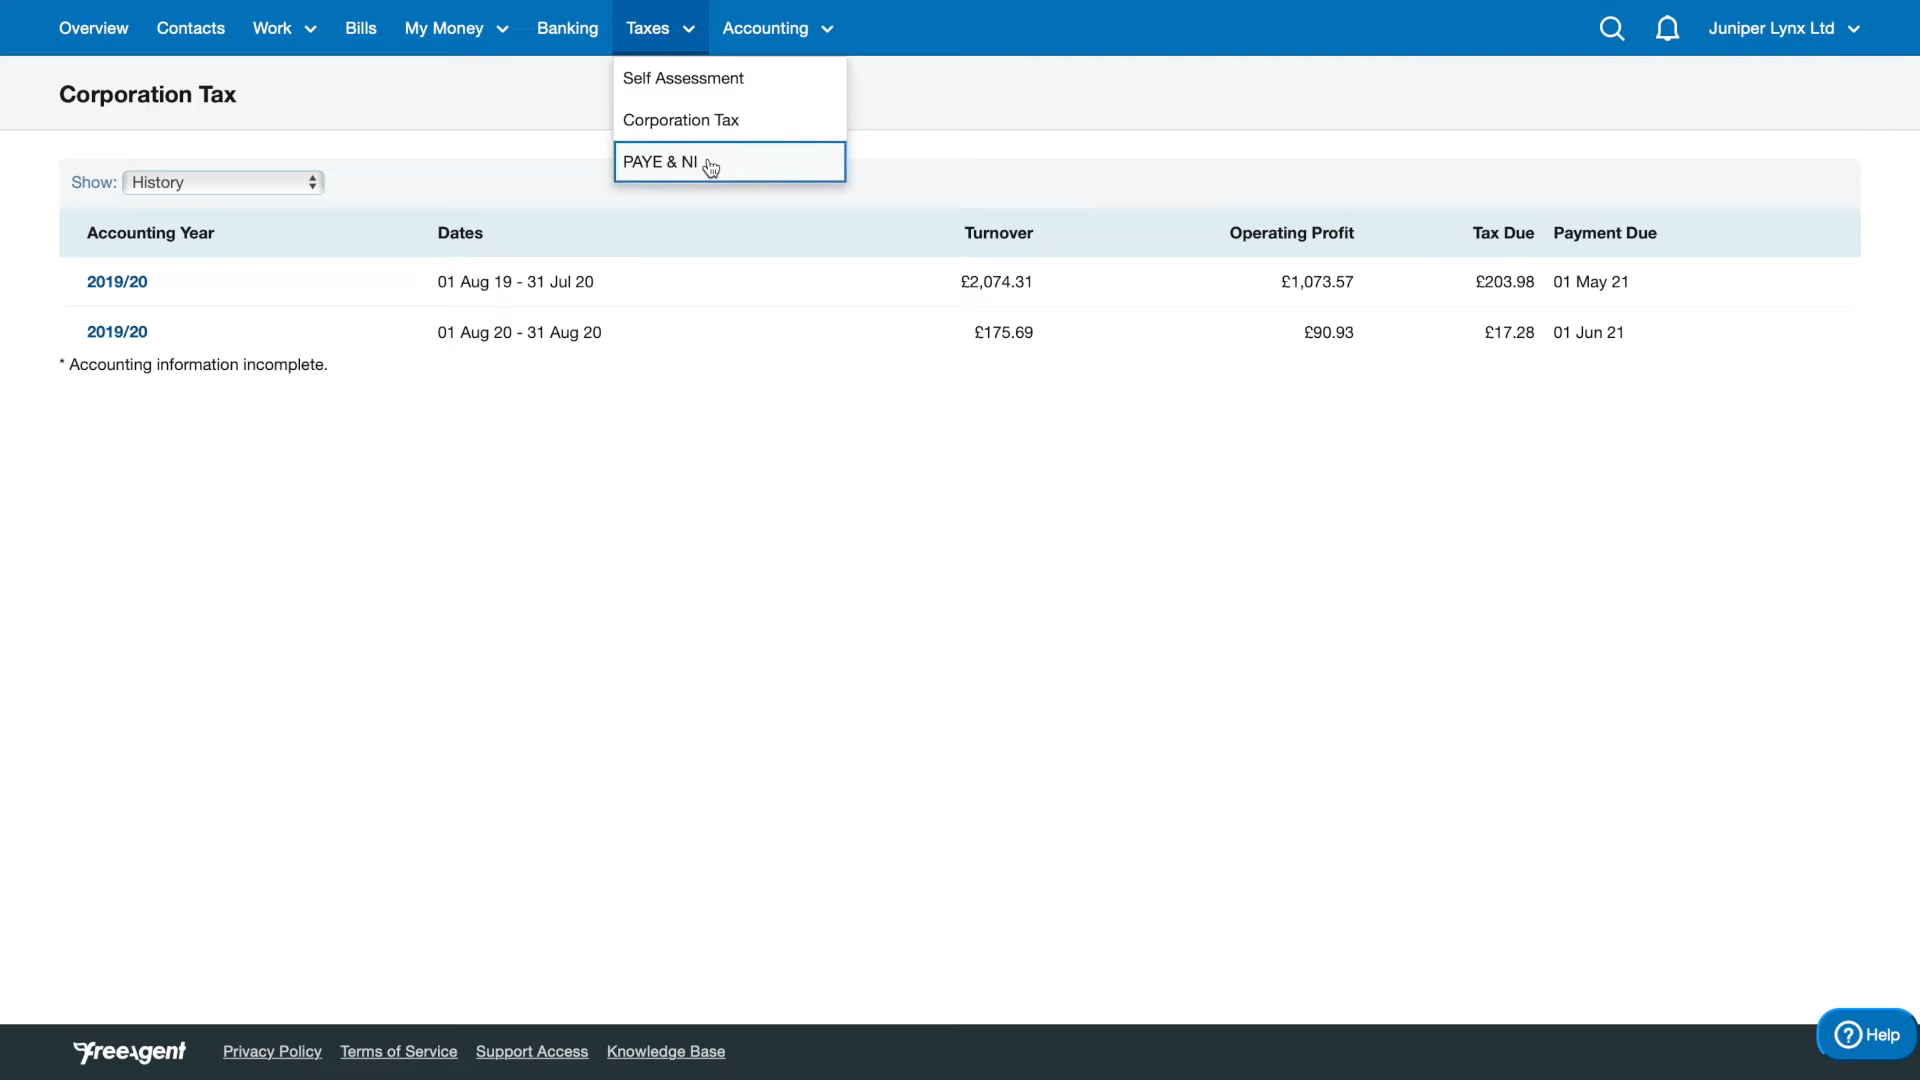 Overview Contacts Work Bills My Money Banking Taxes Accounting Juniper Lynx Ltd
Self Assessment
Corporation Tax
Corporation Tax
PAYE & NI
Show: History
Accounting Year Dates Turnover Operating Profit Tax Due Payment Due
2019/20 01 Aug 19 - 31 Jul 20 £2,074.31 £1,073.57 £203.98 01 May 21
2019/20 01 Aug 20 - 31 Aug 20 £175.69 £90.93 £17.28 01 Jun 21
* Accounting information incomplete.
freeagent Privacy Policy Terms of Service Support Access Knowledge Base
? Help